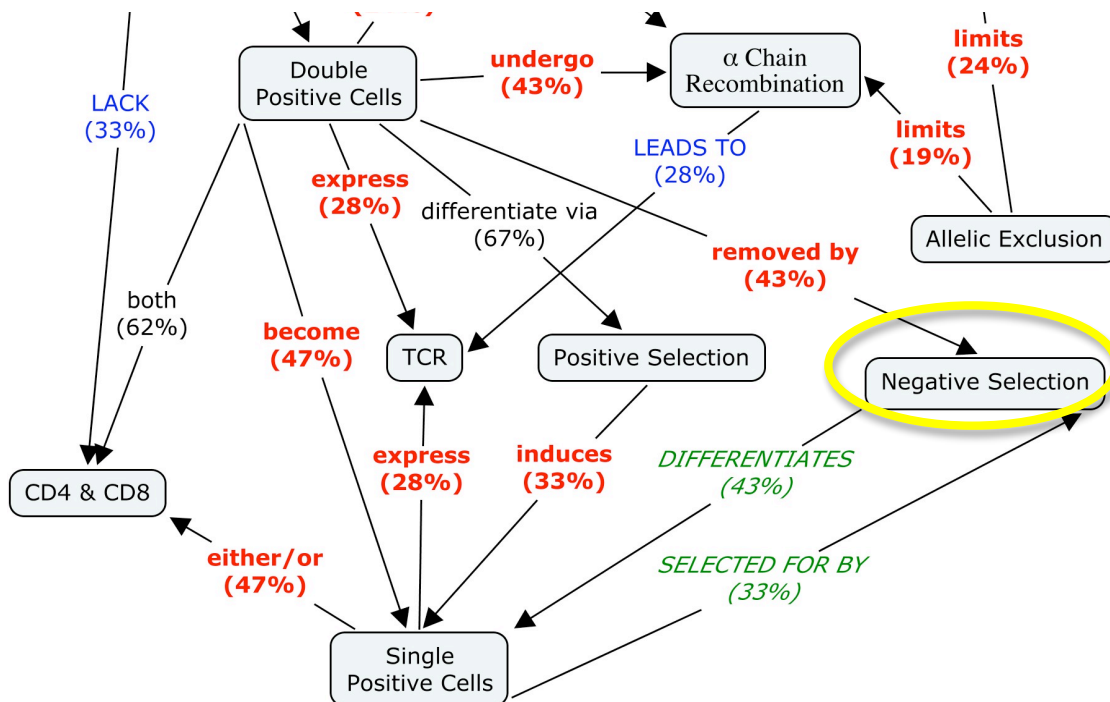 undergo
(43%)
limits
(24%)
α Chain
Recombination
Double
Positive Cells
LACK
(33%)
limits
(19%)
LEADS TO
(28%)
express
(28%)
differentiate via
(67%)
Allelic Exclusion
removed by
(43%)
both
(62%)
become
(47%)
TCR
Positive Selection
Negative Selection
express
(28%)
induces
(33%)
DIFFERENTIATES
(43%)
CD4 & CD8
either/or
(47%)
SELECTED FOR BY
(33%)
Single
Positive Cells